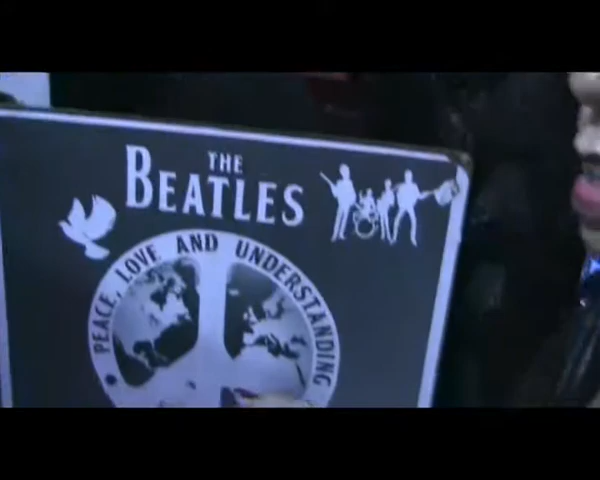 THE
BEATLES
PEACE, LOVE AND UNDERSTANDING